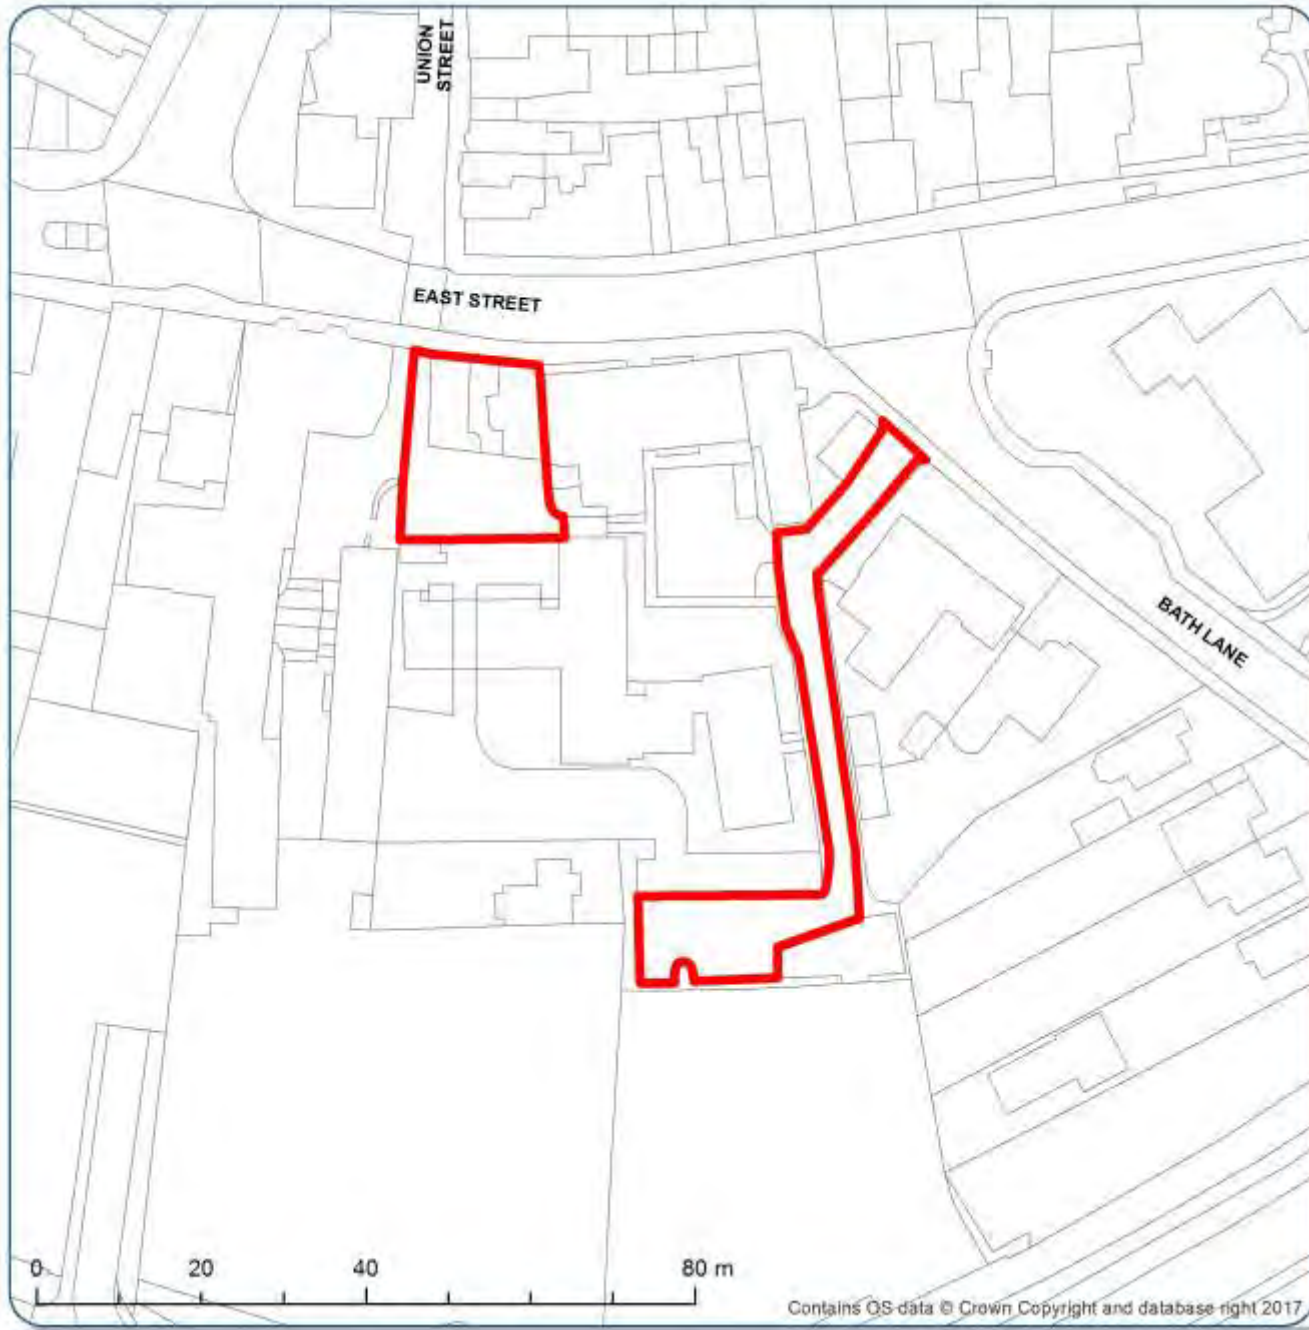 UNION
STREET
EAST STREET
BATH LANE
0 20 40 80 m
Contains OS data © Crown Copyright and database right 2017